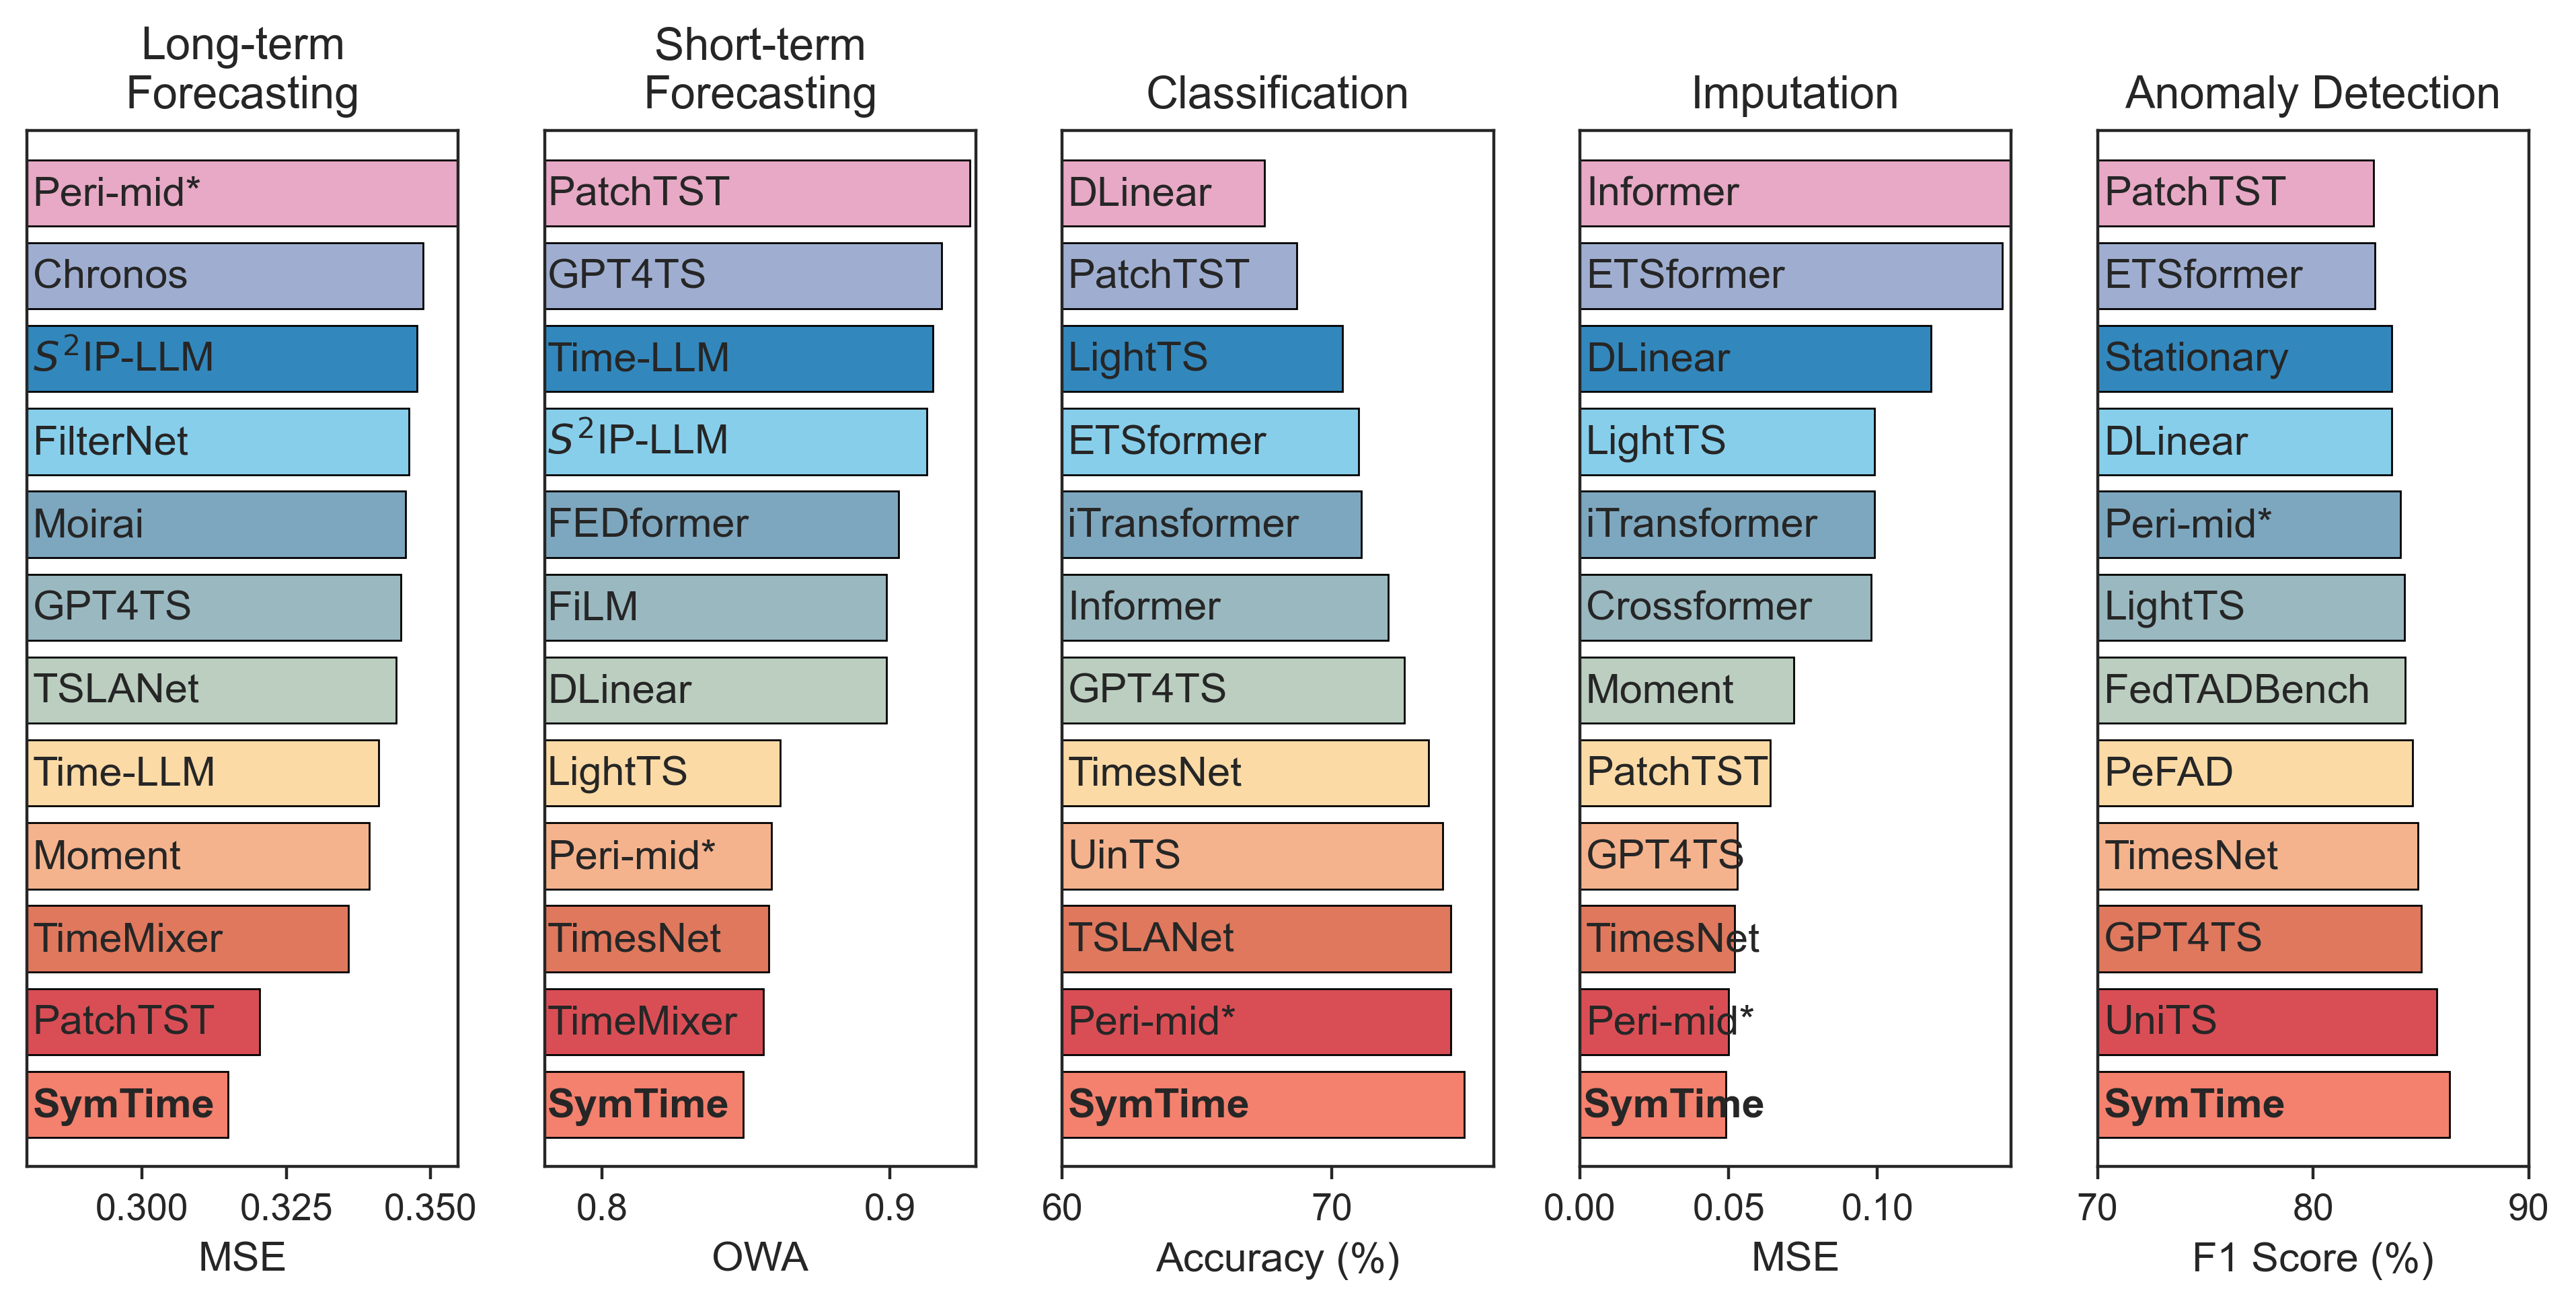 Long-term
Forecasting
Peri-mid*
Chronos
S²IP-LLM
FilterNet
Moirai
GPT4TS
TSLANet
Time-LLM
Moment
TimeMixer
PatchTST
SymTime
0.300 0.325 0.350
MSE
Short-term
Forecasting
PatchTST
GPT4TS
Time-LLM
S²IP-LLM
FEDformer
FiLM
DLinear
LightTS
Peri-mid*
TimesNet
TimeMixer
SymTime
0.8 0.9
OWA
Classification
DLinear
PatchTST
LightTS
ETSformer
iTransformer
Informer
GPT4TS
TimesNet
UinTS
TSLANet
Peri-mid*
SymTime
60 70
Accuracy (%)
Imputation
Informer
ETSformer
DLinear
LightTS
iTransformer
Crossformer
Moment
PatchTST
GPT4TS
TimesNet
Peri-mid*
SymTime
0.00 0.05 0.10
MSE
Anomaly Detection
PatchTST
ETSformer
Stationary
DLinear
Peri-mid*
LightTS
FedTADBench
PeFAD
TimesNet
GPT4TS
UniTS
SymTime
70 80 90
F1 Score (%)